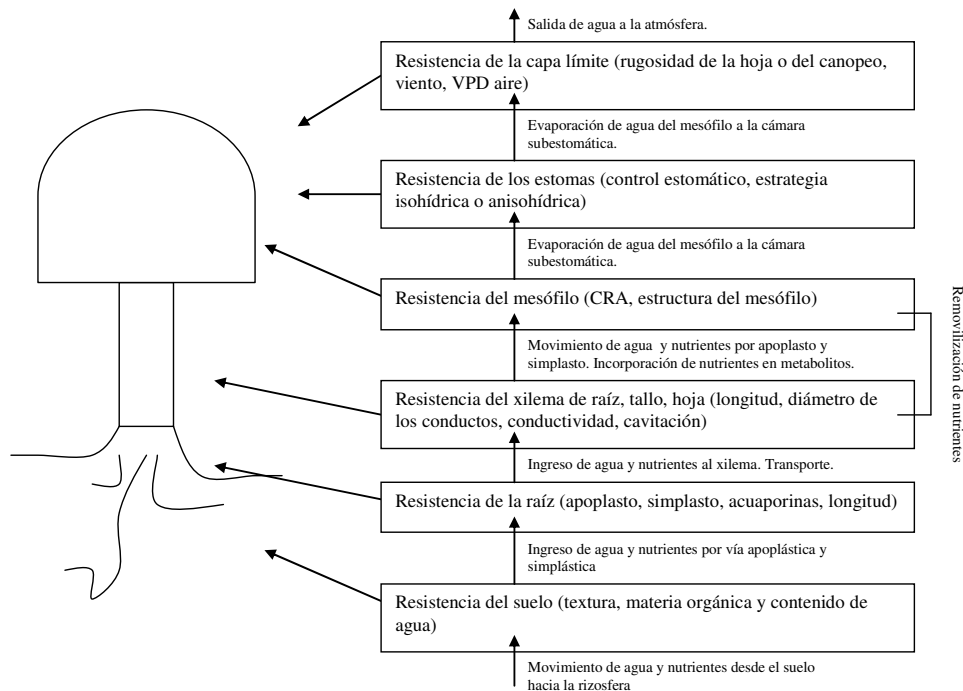 Salida de agua a la atmósfera.
Resistencia de la capa límite (rugosidad de la hoja o del canopeo,
viento, VPD aire)
Evaporación de agua del mesófilo a la cámara
subestomática.
Resistencia de los estomas (control estomático, estrategia
isohídrica o anisohídrica)
Evaporación de agua del mesófilo a la cámara
subestomática.
Resistencia del mesófilo (CRA, estructura del mesófilo)
Movimiento de agua y nutrientes por apoplasto y
simplasto. Incorporación de nutrientes en metabolitos.
Resistencia del xilema de raíz, tallo, hoja (longitud, diámetro de
los conductos, conductividad, cavitación)
Ingreso de agua y nutrientes al xilema. Transporte.
Resistencia de la raíz (apoplasto, simplasto, acuaporinas, longitud)
Ingreso de agua y nutrientes por vía apoplástica y
simplástica
Resistencia del suelo (textura, materia orgánica y contenido de
agua)
Movimiento de agua y nutrientes desde el suelo
hacia la rizosfera
Removilización de nutrientes